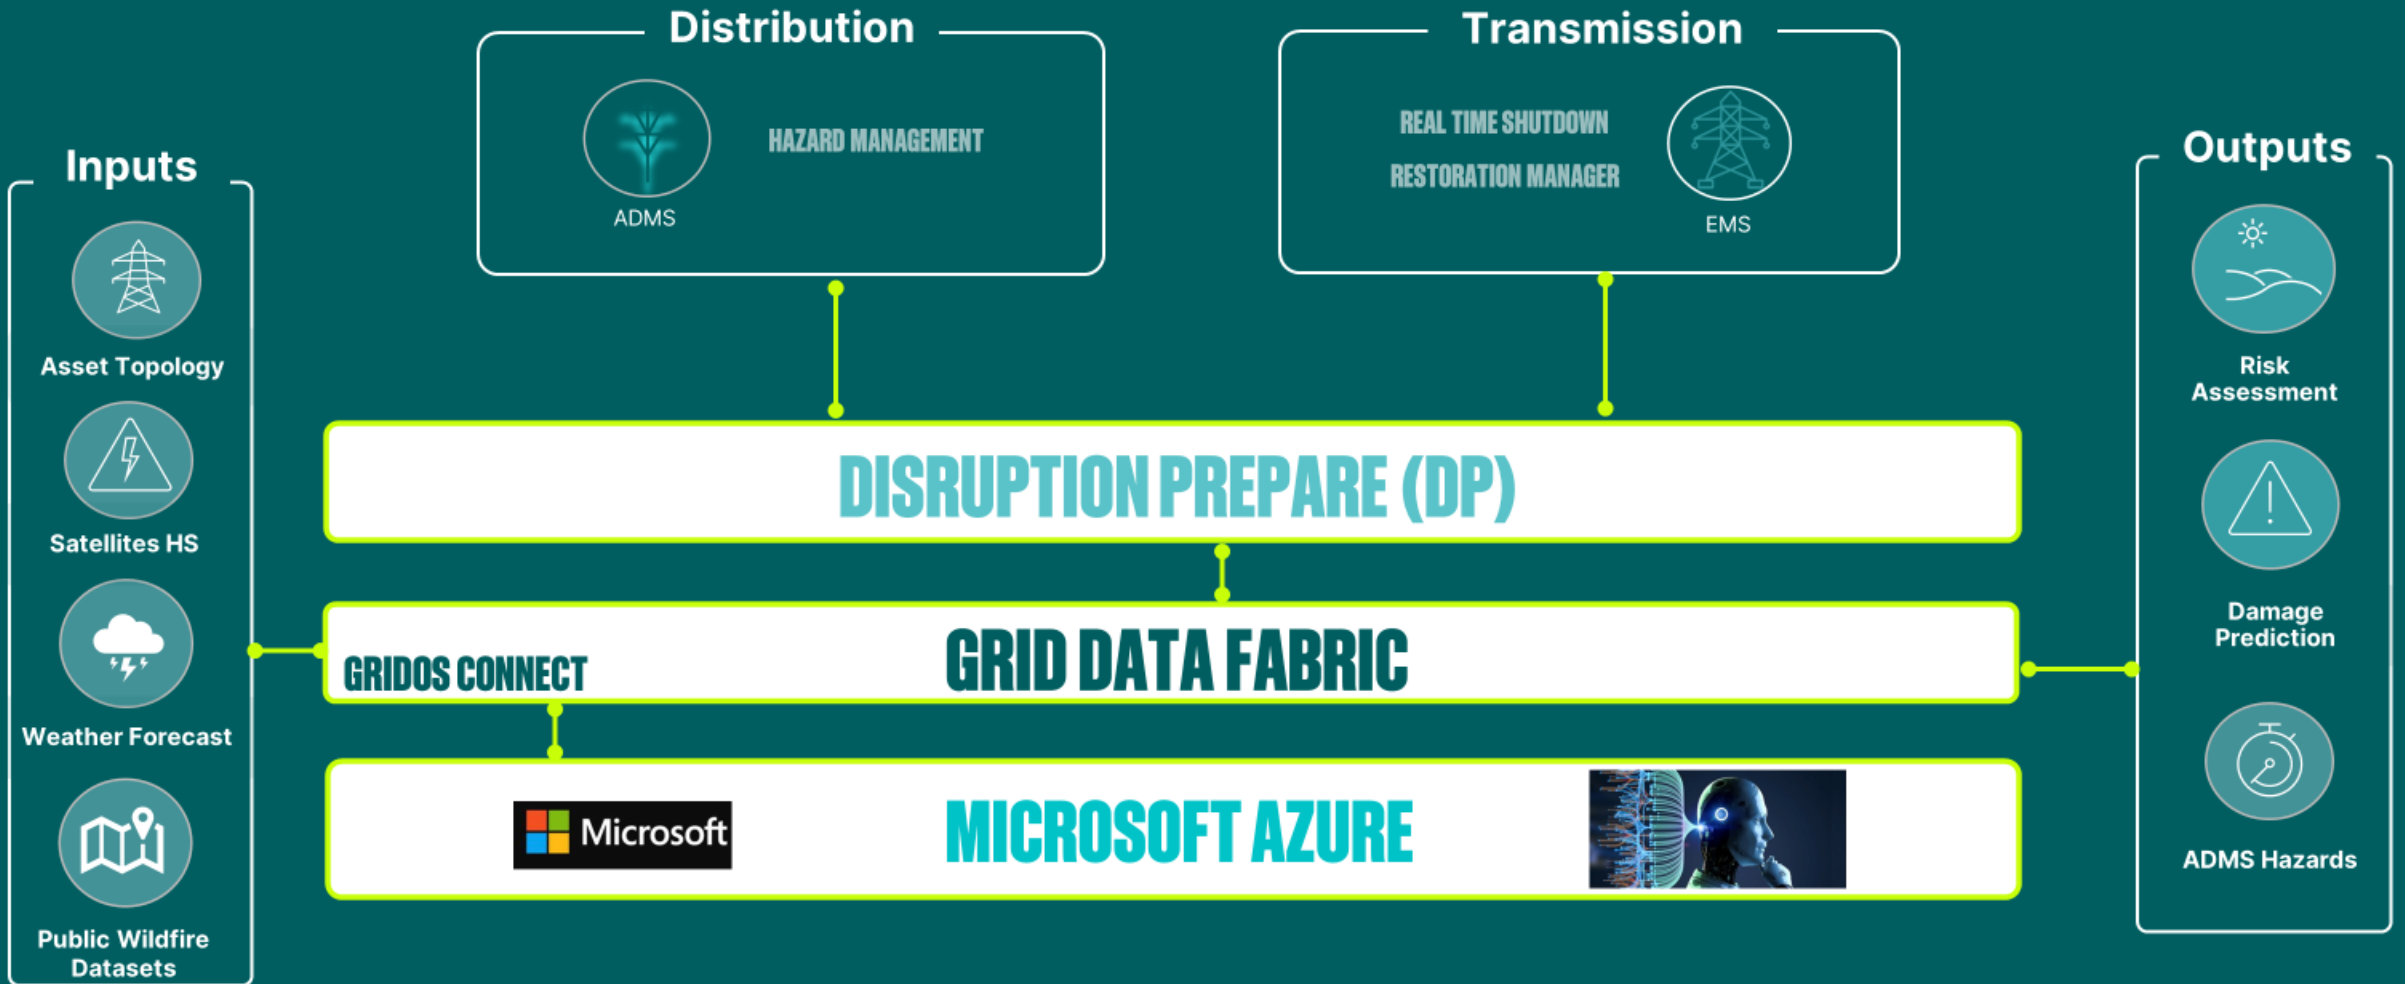 Distribution
HAZARD MANAGEMENT
ADMS
Transmission
REAL TIME SHUTDOWN
RESTORATION MANAGER
EMS
Inputs
Asset Topology
Satellites HS
Weather Forecast
Public Wildfire
Datasets
DISRUPTION PREPARE (DP)
GRIDOS CONNECT
GRID DATA FABRIC
Microsoft
MICROSOFT AZURE
Outputs
Risk
Assessment
Damage
Prediction
ADMS Hazards